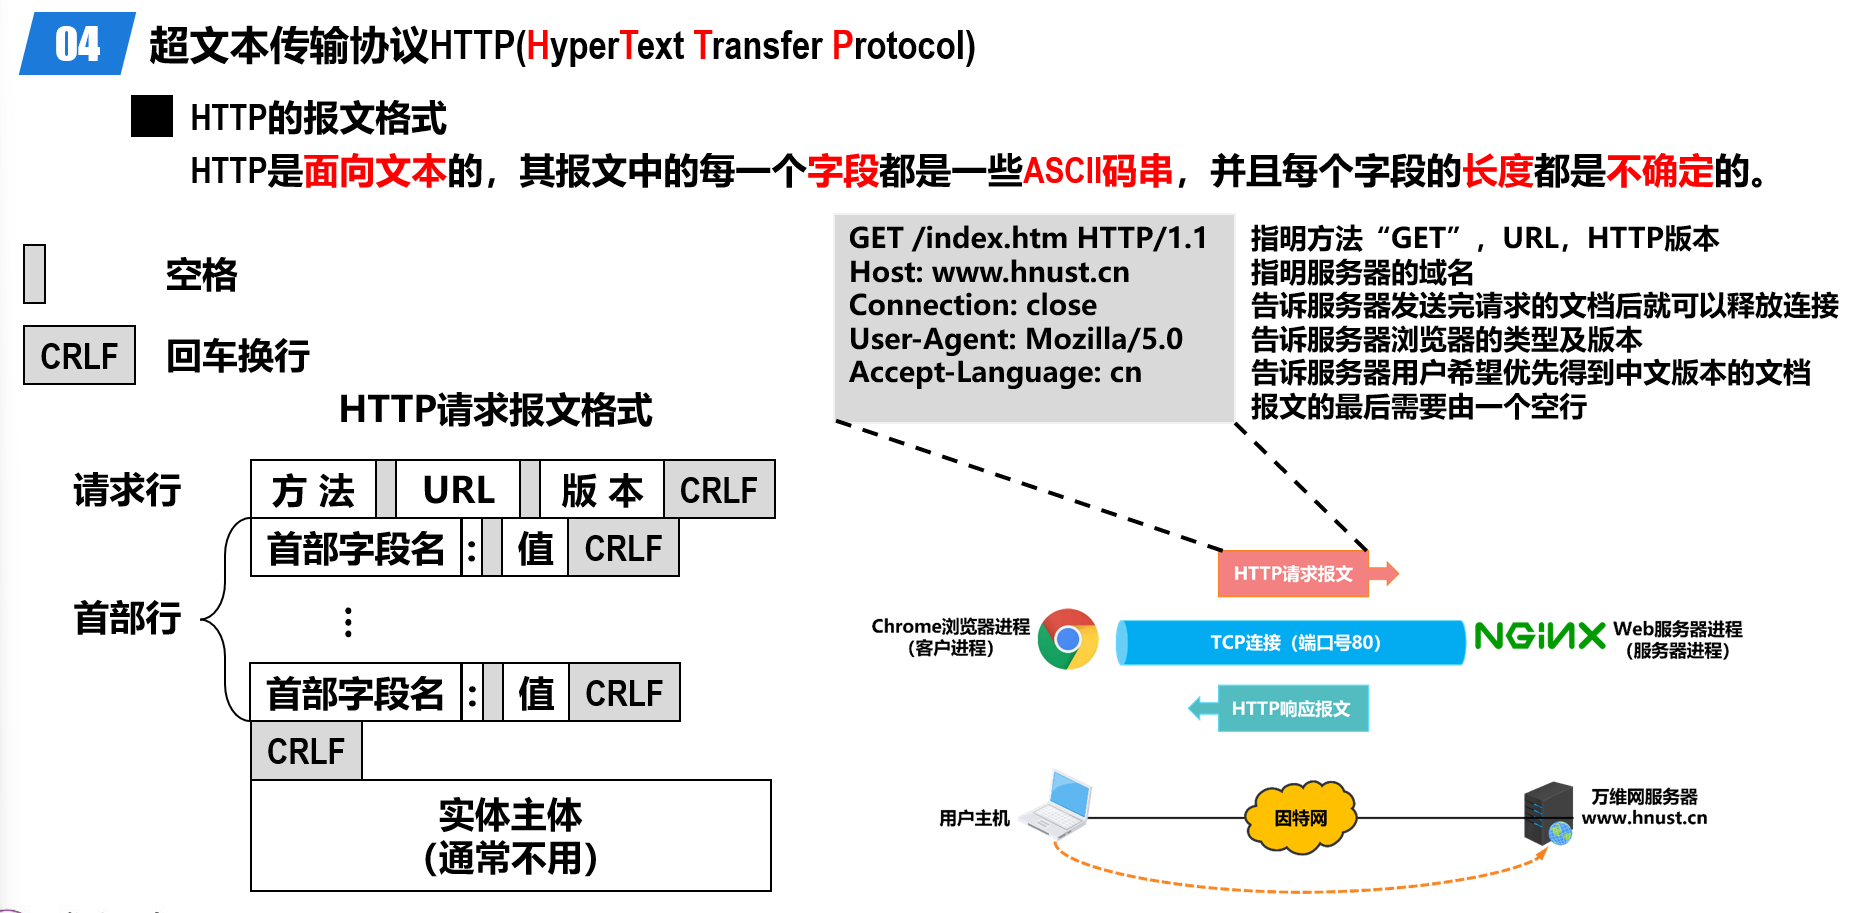 04 超文本传输协议HTTP(HyperText Transfer Protocol)
HTTP的报文格式
HTTP是面向文本的，其报文中的每一个字段都是一些ASCII码串，并且每个字段的长度都是不确定的。
空格
CRLF 回车换行
HTTP请求报文格式
请求行 方 法 URL 版 本 CRLF
首部字段名 : 值 CRLF
首部行
⋮
首部字段名 : 值 CRLF
CRLF
实体主体
（通常不用）
GET /index.htm HTTP/1.1 指明方法“GET”，URL，HTTP版本
Host: www.hnust.cn 指明服务器的域名
Connection: close 告诉服务器发送完请求的文档后就可以释放连接
User-Agent: Mozilla/5.0 告诉服务器浏览器的类型及版本
Accept-Language: cn 告诉服务器用户希望优先得到中文版本的文档
报文的最后需要由一个空行
HTTP请求报文
Chrome浏览器进程
（客户进程）
TCP连接（端口号80）
NGiNX
Web服务器进程
（服务器进程）
HTTP响应报文
用户主机
因特网
万维网服务器
www.hnust.cn